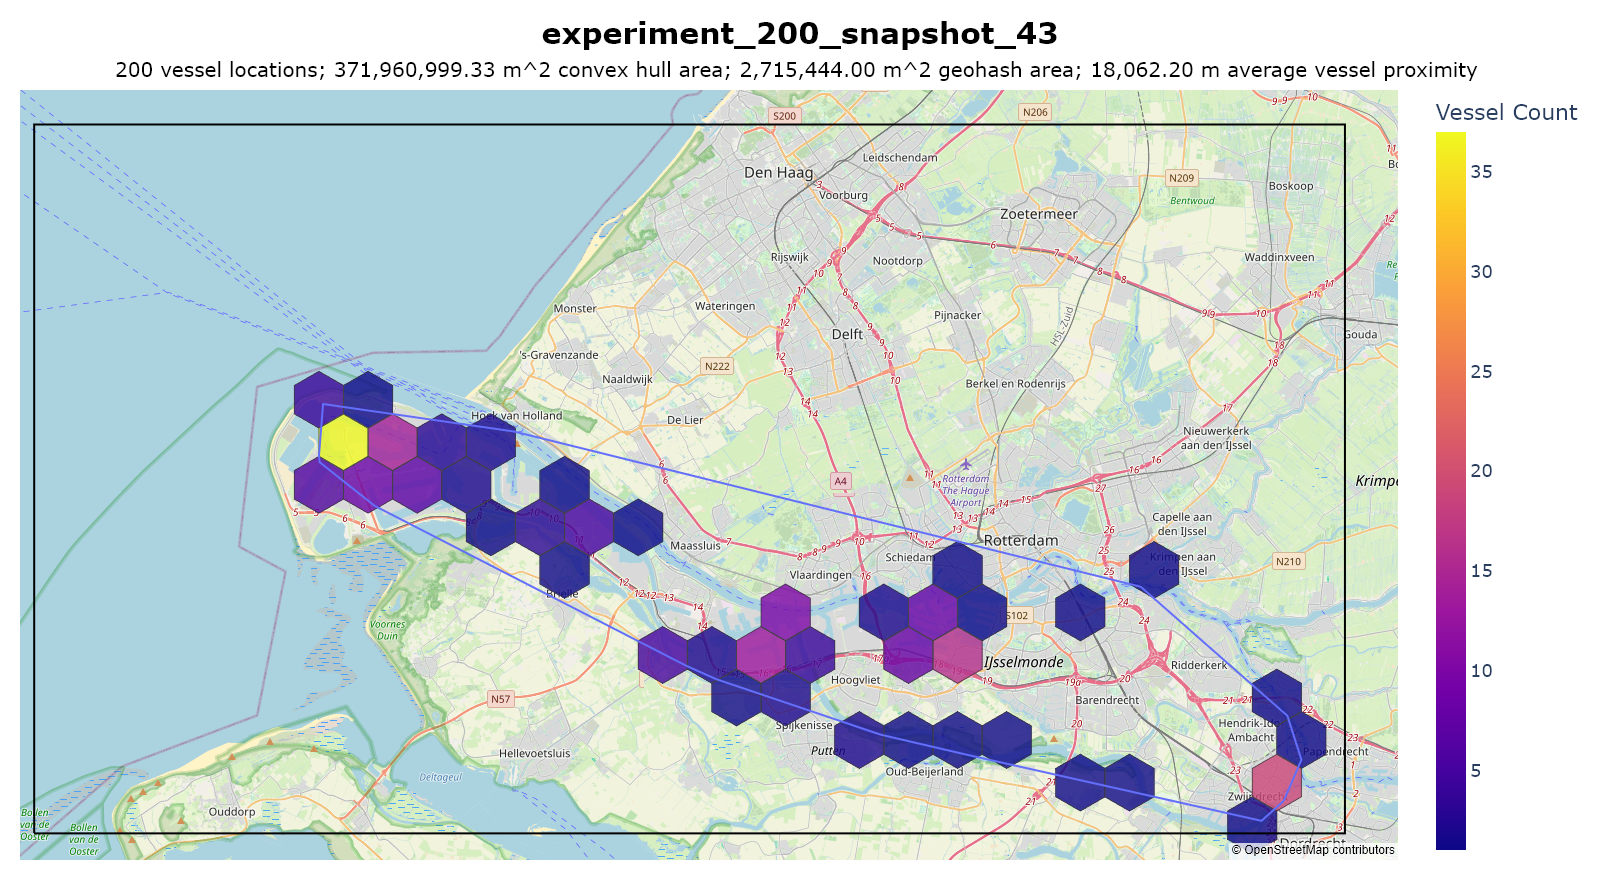 experiment_200_snapshot_43
200 vessel locations; 371,960,999.33 m^2 convex hull area; 2,715,444.00 m^2 geohash area; 18,062.20 m average vessel proximity
Vessel Count
35
30
25
20
15
10
5
S200
N206
Leidschendam
Den Haag
N209
Boskoop
Voorburg
Bentwoud
Zoetermeer
Rijswijk
Nootdorp
Waddinxveen
Monster
Wateringen
Pijnacker
HSL-Zuid
Delft
Gouda
's-Gravenzande
N222
Naaldwijk
Berkel en Rodenrijs
Hoek van Holland
De Lier
Nieuwerkerk
aan den IJssel
A4
Rotterdam
The Hague
Airport
Capelle aan
den IJssel
Maassluis
Schiedam
Rotterdam
Krimpen aan
den IJssel
N210
Vlaardingen
Brielle
S102
Voornes
Duin
IJsselmonde
Ridderkerk
Hoogvliet
N57
Barendrecht
Spijkenisse
Hendrik-Ido-
Ambacht
Papendrecht
Hellevoetsluis
Putten
Oud-Beijerland
Deltageul
Zwijndrecht
Ouddorp
Bollen
van de
Ooster
Bollen
van de
Ooster
Dordrecht
© OpenStreetMap contributors